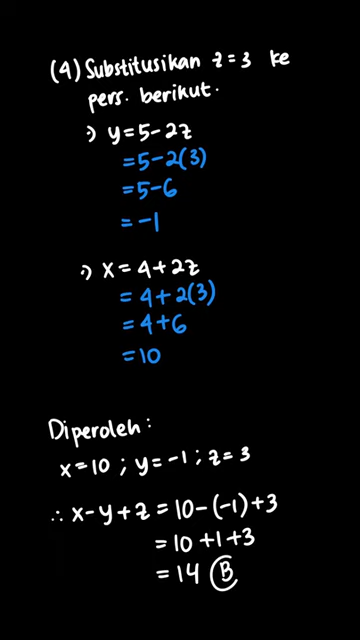 (4) Substitusikan z = 3 ke
pers. berikut.
:) y = 5 - 2z
= 5 - 2(3)
= 5 - 6
= -1
:) x = 4 + 2z
= 4 + 2(3)
= 4 + 6
= 10
Diperoleh:
x = 10 ; y = -1 ; z = 3
∴ x - y + z = 10 - (-1) + 3
= 10 + 1 + 3
= 14 (B)